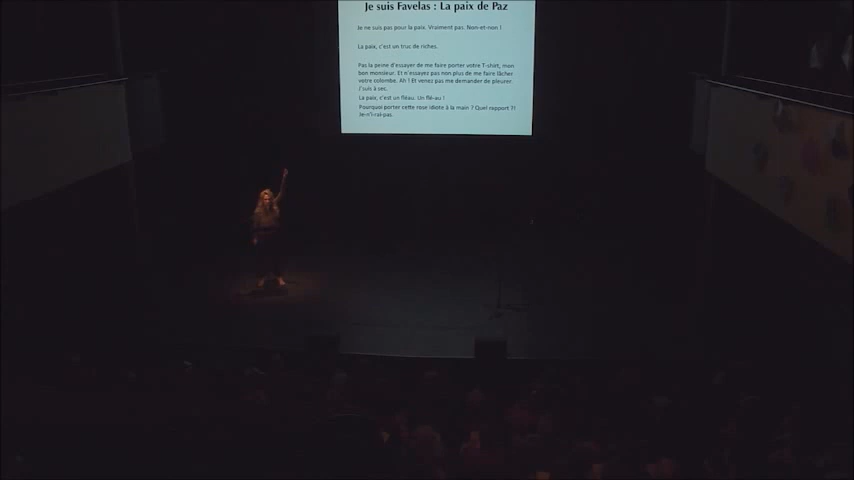 Je suis Favelas : La paix de Paz
Je ne suis pas pour la paix. Vraiment pas. Non-et-non !
La paix, c'est un truc de riches.
Pas la peine d'essayer de me faire porter votre T-shirt, mon
bon monsieur. Et n'essayez pas non plus de me faire lâcher
votre colombe. Ah ! Et venez pas me demander de pleurer.
J'suis à sec.
La paix, c'est un fléau. Un flé-au !
Pourquoi porter cette rose idiote à la main ? Quel rapport ?!
Je-n'i-rai-pas.